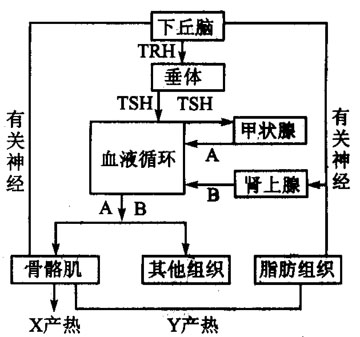 下丘脑
TRH
垂体
TSH TSH
有关神经
血液循环
甲状腺
A
有关神经
肾上腺
B
A B
骨骼肌
其他组织
脂肪组织
X产热
Y产热